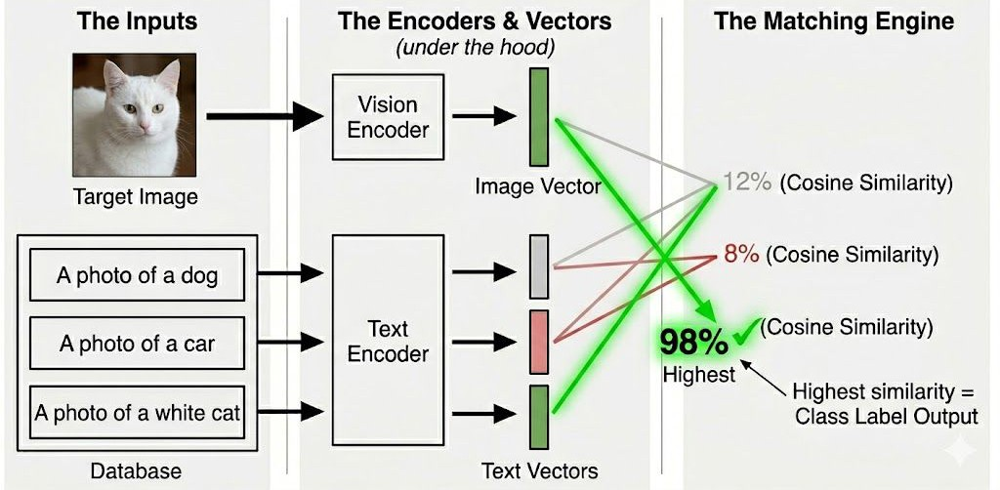 The Inputs
Target Image
A photo of a dog
A photo of a car
A photo of a white cat
Database
The Encoders & Vectors
(under the hood)
Vision
Encoder
Image Vector
Text
Encoder
Text Vectors
The Matching Engine
12% (Cosine Similarity)
8% (Cosine Similarity)
98% (Cosine Similarity)
Highest
Highest similarity =
Class Label Output